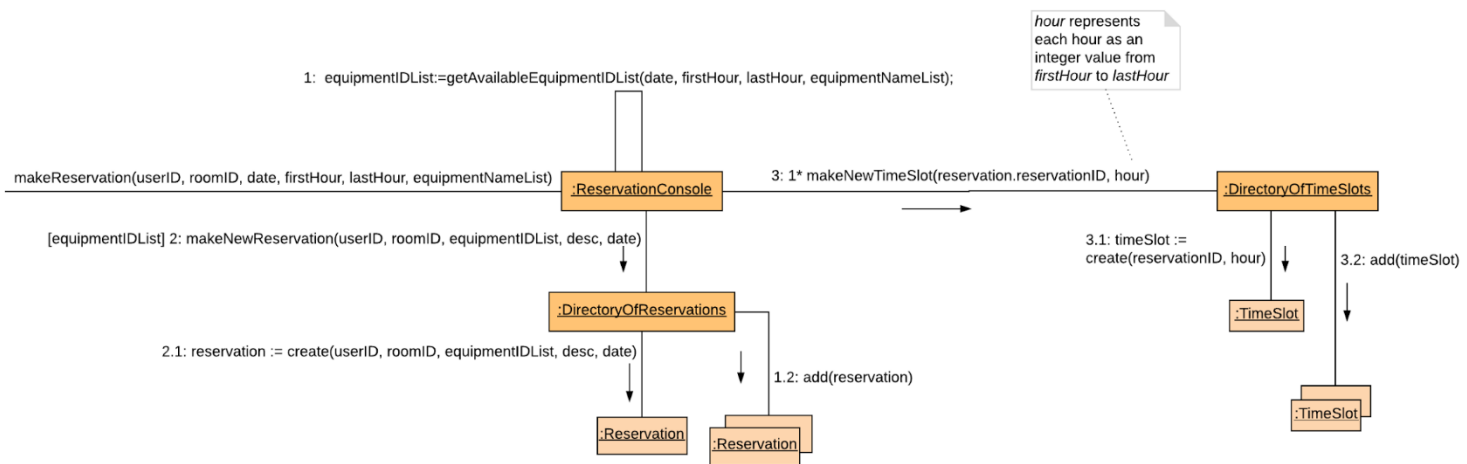 hour represents
each hour as an
integer value from
firstHour to lastHour
1: equipmentIDList:=getAvailableEquipmentIDList(date, firstHour, lastHour, equipmentNameList);
makeReservation(userID, roomID, date, firstHour, lastHour, equipmentNameList)
:ReservationConsole
3: 1* makeNewTimeSlot(reservation.reservationID, hour)
:DirectoryOfTimeSlots
[equipmentIDList] 2: makeNewReservation(userID, roomID, equipmentIDList, desc, date)
3.1: timeSlot :=
create(reservationID, hour)
3.2: add(timeSlot)
:DirectoryOfReservations
:TimeSlot
2.1: reservation := create(userID, roomID, equipmentIDList, desc, date)
1.2: add(reservation)
:TimeSlot
:Reservation
:Reservation